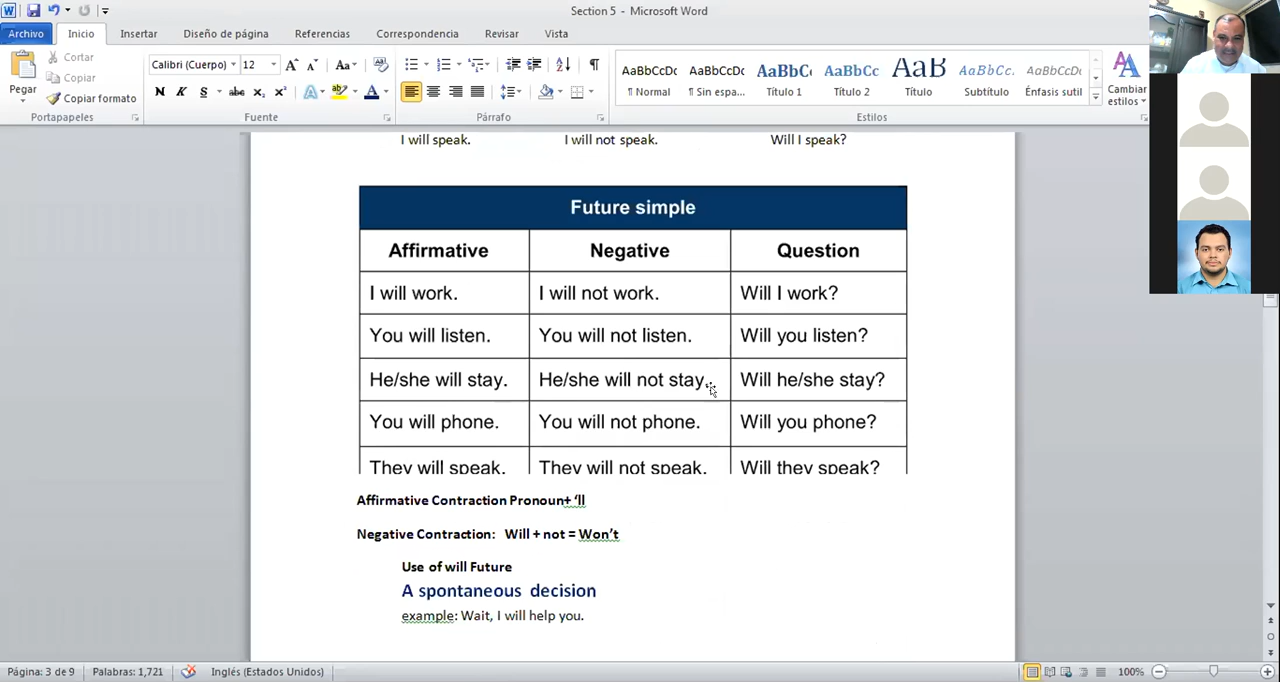 Section 5 - Microsoft Word
Archivo Inicio Insertar Diseño de página Referencias Correspondencia Revisar Vista
Pegar
Cortar
Copiar
Copiar formato
Portapapeles
Calibri (Cuerpo) 12
N K S abc x₂ x²
Fuente
Párrafo
AaBbCcDc AaBbCcDc AaBbC AaBbCc AaB AaBbCc AaBbCcDc
¶ Normal ¶ Sin espa... Título 1 Título 2 Título Subtítulo Énfasis sutil
Cambiar estilos
Estilos
I will speak. I will not speak. Will I speak?
Future simple
Affirmative Negative Question
I will work. I will not work. Will I work?
You will listen. You will not listen. Will you listen?
He/she will stay. He/she will not stay. Will he/she stay?
You will phone. You will not phone. Will you phone?
They will speak. They will not speak. Will they speak?
Affirmative Contraction Pronoun+ ‘ll
Negative Contraction: Will + not = Won’t
Use of will Future
A spontaneous decision
example: Wait, I will help you.
Página: 3 de 9 Palabras: 1,721 Inglés (Estados Unidos) 100%